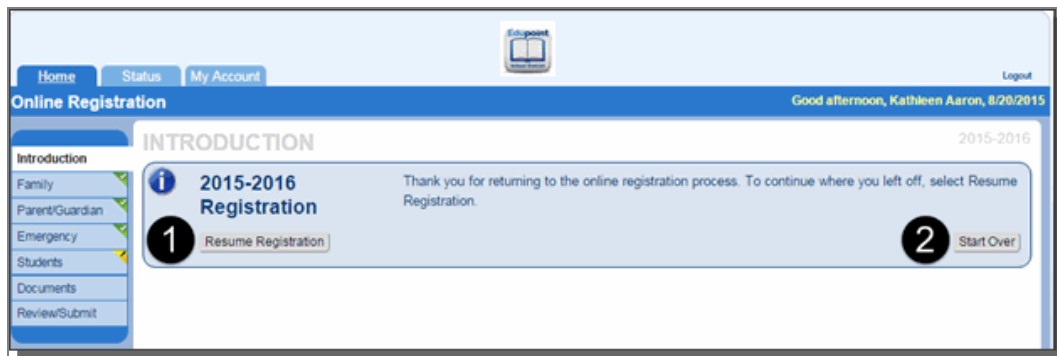 Edupoint
Home Status My Account Logout
Online Registration Good afternoon, Kathleen Aaron, 8/20/2015
INTRODUCTION 2015-2016
Introduction
Family
Parent/Guardian
Emergency
Students
Documents
Review/Submit
i
2015-2016
Registration
Thank you for returning to the online registration process. To continue where you left off, select Resume
Registration.
1 Resume Registration
2 Start Over